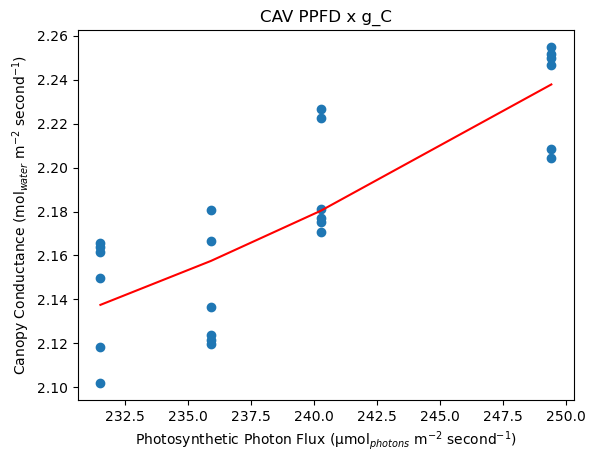 CAV PPFD x g_C
Canopy Conductance (mol_{water} m^{-2} second^{-1})
2.26
2.24
2.22
2.20
2.18
2.16
2.14
2.12
2.10
232.5 235.0 237.5 240.0 242.5 245.0 247.5 250.0
Photosynthetic Photon Flux (μmol_{photons} m^{-2} second^{-1})